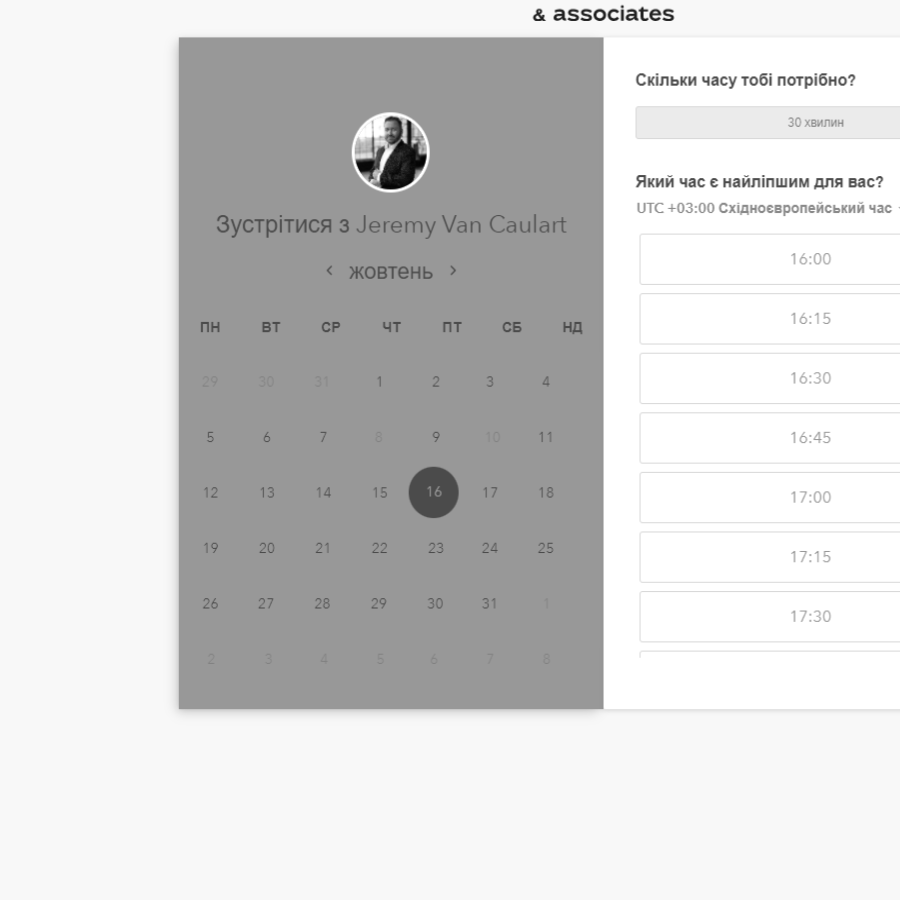 & associates
Зустрітися з Jeremy Van Caulart
‹ жовтень ›
ПН ВТ СР ЧТ ПТ СБ НД
29 30 31 1 2 3 4
5 6 7 8 9 10 11
12 13 14 15 16 17 18
19 20 21 22 23 24 25
26 27 28 29 30 31 1
2 3 4 5 6 7 8
Скільки часу тобі потрібно?
30 хвилин
Який час є найліпшим для вас?
UTC +03:00 Східноєвропейський час
16:00
16:15
16:30
16:45
17:00
17:15
17:30